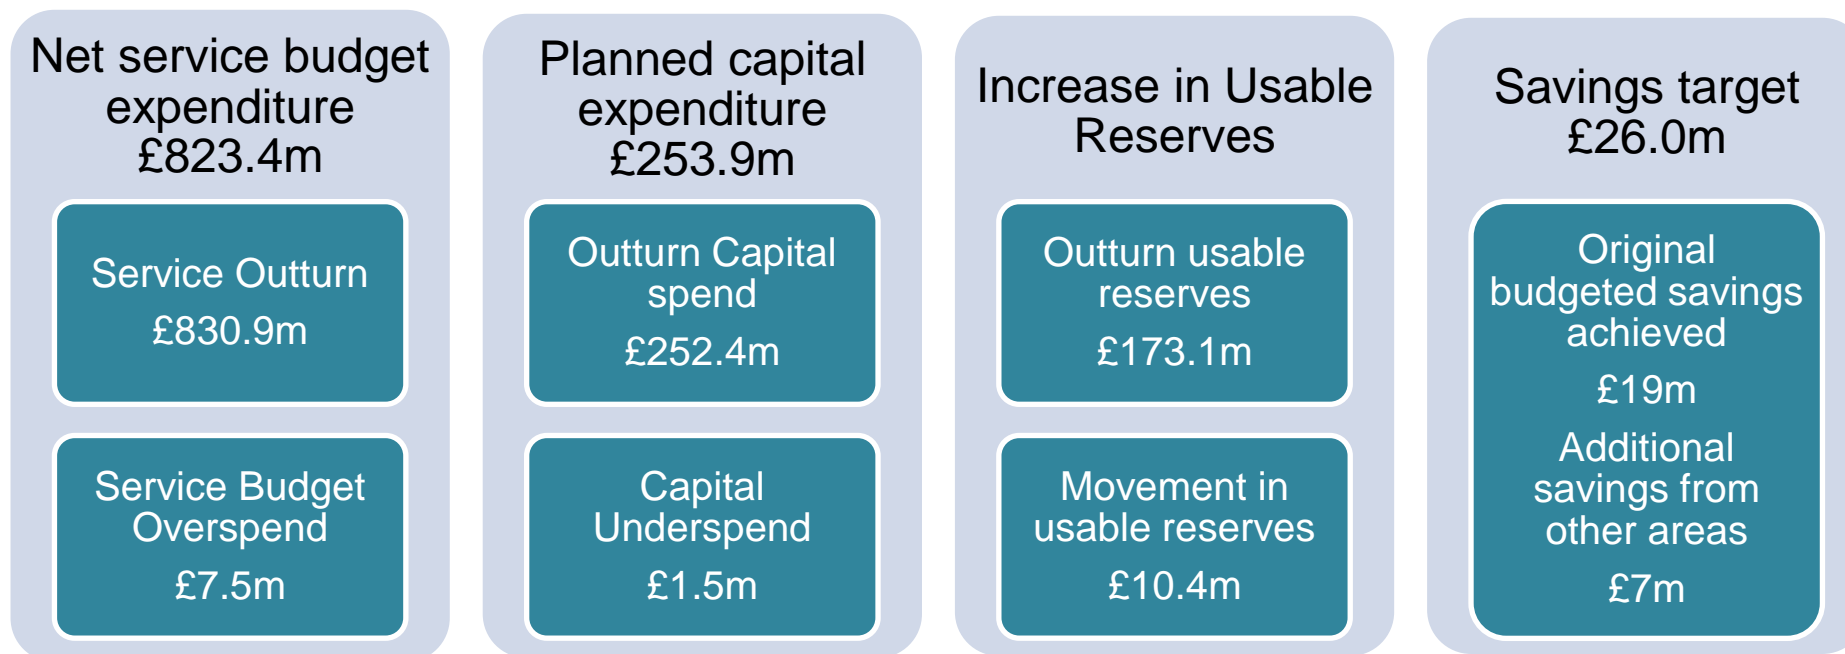 Net service budget
expenditure
£823.4m
Service Outturn
£830.9m
Service Budget
Overspend
£7.5m
Planned capital
expenditure
£253.9m
Outturn Capital
spend
£252.4m
Capital
Underspend
£1.5m
Increase in Usable
Reserves
Outturn usable
reserves
£173.1m
Movement in
usable reserves
£10.4m
Savings target
£26.0m
Original
budgeted savings
achieved
£19m
Additional
savings from
other areas
£7m